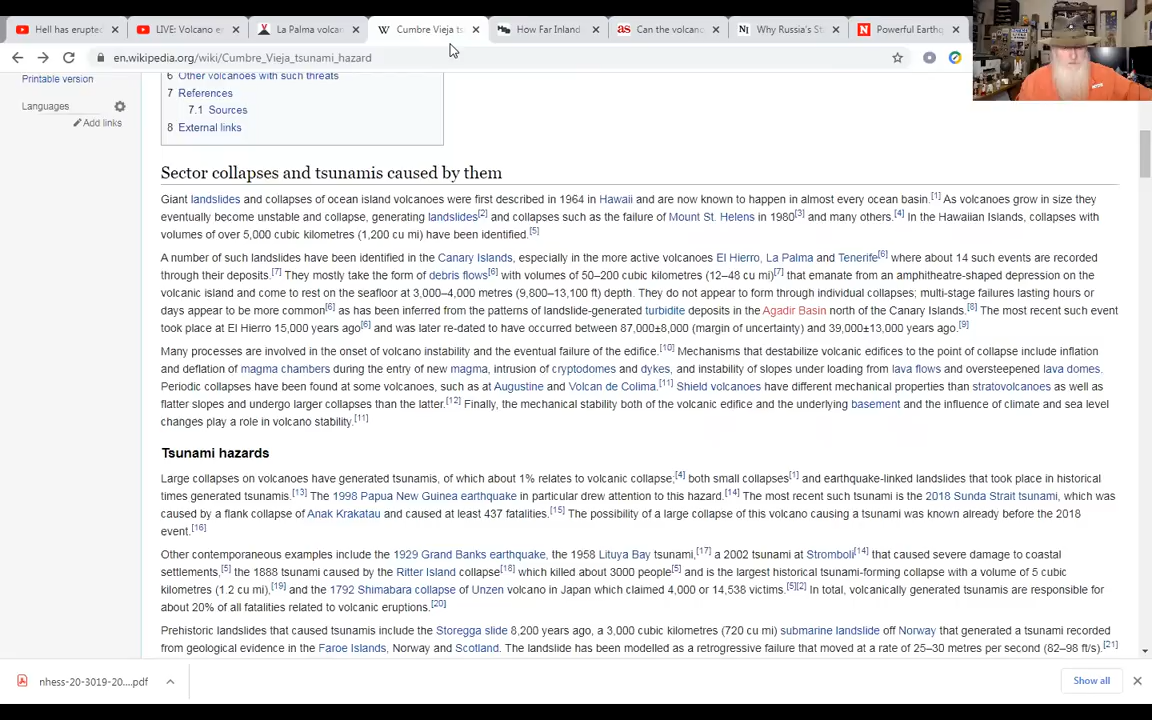 Hell has erupted
LIVE: Volcano e
La Palma volcan
Cumbre Vieja ts
How Far Inland
Can the volcano
Why Russia's St
Powerful Earthq
en.wikipedia.org/wiki/Cumbre_Vieja_tsunami_hazard
Printable version
Languages
Add links
6 Other volcanoes with such threats
7 References
7.1 Sources
8 External links
Sector collapses and tsunamis caused by them
Giant landslides and collapses of ocean island volcanoes were first described in 1964 in Hawaii and are now known to happen in almost every ocean basin.[1] As volcanoes grow in size they
eventually become unstable and collapse, generating landslides[2] and collapses such as the failure of Mount St. Helens in 1980[3] and many others.[4] In the Hawaiian Islands, collapses with
volumes of over 5,000 cubic kilometres (1,200 cu mi) have been identified.[5]
A number of such landslides have been identified in the Canary Islands, especially in the more active volcanoes El Hierro, La Palma and Tenerife[6] where about 14 such events are recorded
through their deposits.[7] They mostly take the form of debris flows[6] with volumes of 50–200 cubic kilometres (12–48 cu mi)[7] that emanate from an amphitheatre-shaped depression on the
volcanic island and come to rest on the seafloor at 3,000–4,000 metres (9,800–13,100 ft) depth. They do not appear to form through individual collapses; multi-stage failures lasting hours or
days appear to be more common[6] as has been inferred from the patterns of landslide-generated turbidite deposits in the Agadir Basin north of the Canary Islands.[8] The most recent such event
took place at El Hierro 15,000 years ago[6] and was later re-dated to have occurred between 87,000±8,000 (margin of uncertainty) and 39,000±13,000 years ago.[9]
Many processes are involved in the onset of volcano instability and the eventual failure of the edifice.[10] Mechanisms that destabilize volcanic edifices to the point of collapse include inflation
and deflation of magma chambers during the entry of new magma, intrusion of cryptodomes and dykes, and instability of slopes under loading from lava flows and oversteepened lava domes.
Periodic collapses have been found at some volcanoes, such as at Augustine and Volcan de Colima.[11] Shield volcanoes have different mechanical properties than stratovolcanoes as well as
flatter slopes and undergo larger collapses than the latter.[12] Finally, the mechanical stability both of the volcanic edifice and the underlying basement and the influence of climate and sea level
changes play a role in volcano stability.[11]
Tsunami hazards
Large collapses on volcanoes have generated tsunamis, of which about 1% relates to volcanic collapse;[4] both small collapses[1] and earthquake-linked landslides that took place in historical
times generated tsunamis.[13] The 1998 Papua New Guinea earthquake in particular drew attention to this hazard.[14] The most recent such tsunami is the 2018 Sunda Strait tsunami, which was
caused by a flank collapse of Anak Krakatau and caused at least 437 fatalities.[15] The possibility of a large collapse of this volcano causing a tsunami was known already before the 2018
event.[16]
Other contemporaneous examples include the 1929 Grand Banks earthquake, the 1958 Lituya Bay tsunami,[17] a 2002 tsunami at Stromboli[14] that caused severe damage to coastal
settlements,[5] the 1888 tsunami caused by the Ritter Island collapse[18] which killed about 3000 people[5] and is the largest historical tsunami-forming collapse with a volume of 5 cubic
kilometres (1.2 cu mi),[19] and the 1792 Shimabara collapse of Unzen volcano in Japan which claimed 4,000 or 14,538 victims.[5][2] In total, volcanically generated tsunamis are responsible for
about 20% of all fatalities related to volcanic eruptions.[20]
Prehistoric landslides that caused tsunamis include the Storegga slide 8,200 years ago, a 3,000 cubic kilometres (720 cu mi) submarine landslide off Norway that generated a tsunami recorded
from geological evidence in the Faroe Islands, Norway and Scotland. The landslide has been modelled as a retrogressive failure that moved at a rate of 25–30 metres per second (82–98 ft/s).[21]
nhess-20-3019-20....pdf
Show all